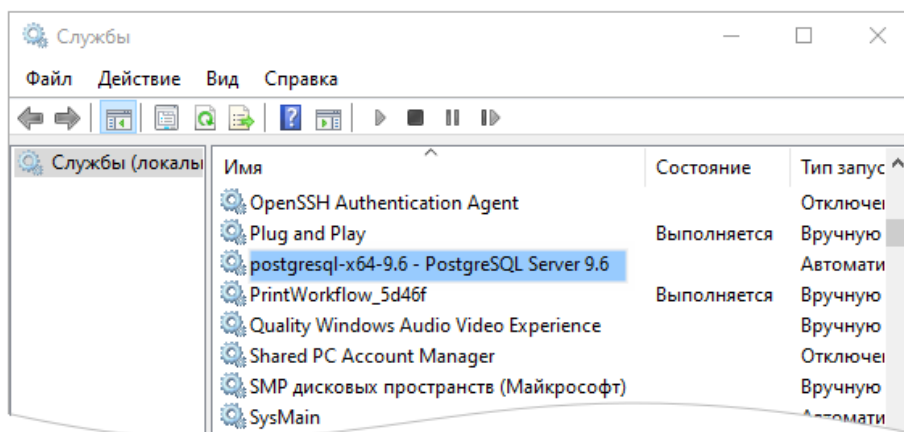 Службы
Файл Действие Вид Справка
Службы (локалы
Имя Состояние Тип запус
OpenSSH Authentication Agent Отключе
Plug and Play Выполняется Вручную
postgresql-x64-9.6 - PostgreSQL Server 9.6 Автомати
PrintWorkflow_5d46f Выполняется Вручную
Quality Windows Audio Video Experience Вручную
Shared PC Account Manager Отключе
SMP дисковых пространств (Майкрософт) Вручную
SysMain Автомати